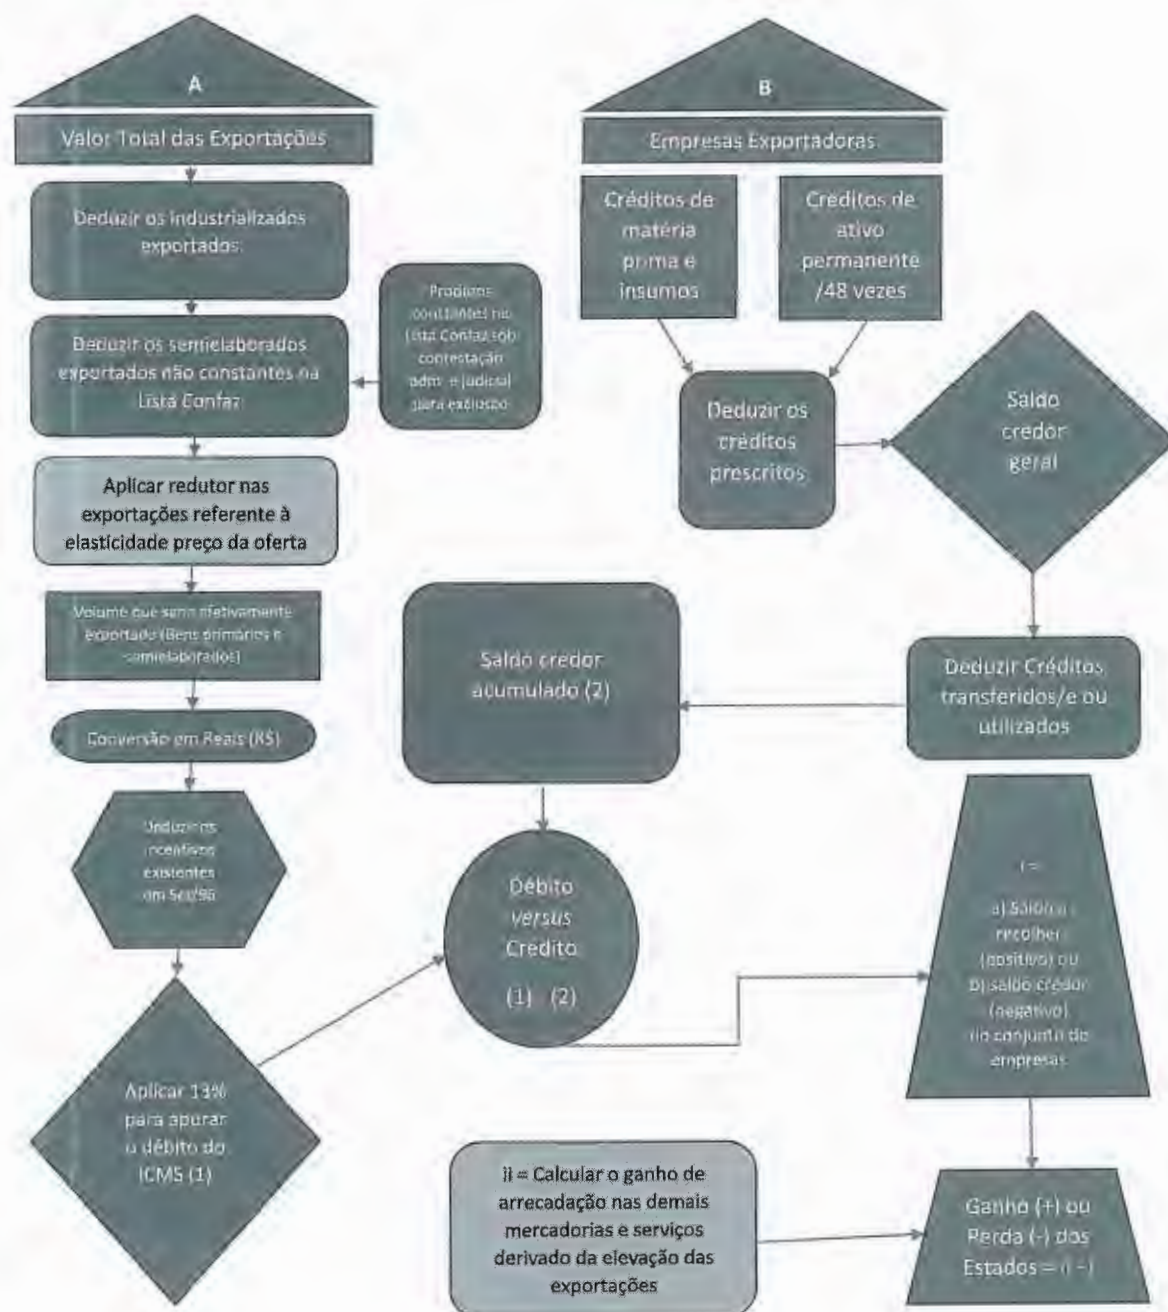 A
Valor Total das Exportações
Deduzir os industrializados
exportados.
Deduzir os semielaborados
exportados não constantes na
Lista Confaz
Produtos
constantes na
Lista Confaz sob
contestação
adm. e judicial
para exclusão
Aplicar redutor nas
exportações referente à
elasticidade preço da oferta
Volume que seria efetivamente
exportado (Bens primários e
semielaborados)
Conversão em Reais (R$)
Deduzir os
incentivos
existentes
em
Aplicar 13%
para apurar
o débito do
ICMS (1)
B
Empresas Exportadoras
Créditos de
matéria
prima e
insumos
Créditos de
ativo
permanente
/48 vezes
Deduzir os
créditos
prescritos
Saldo
credor
geral
Deduzir Créditos
transferidos/e ou
utilizados
Saldo credor
acumulado (2)
Débito
versus
Credito
(1) (2)
i =
a) Saldo a
recolher
(positivo) ou
b) saldo credor
(negativo)
no conjunto de
empresas
ii = Calcular o ganho de
arrecadação nas demais
mercadorias e serviços
derivado da elevação das
exportações
Ganho (+) ou
Perda (-) dos
Estados =